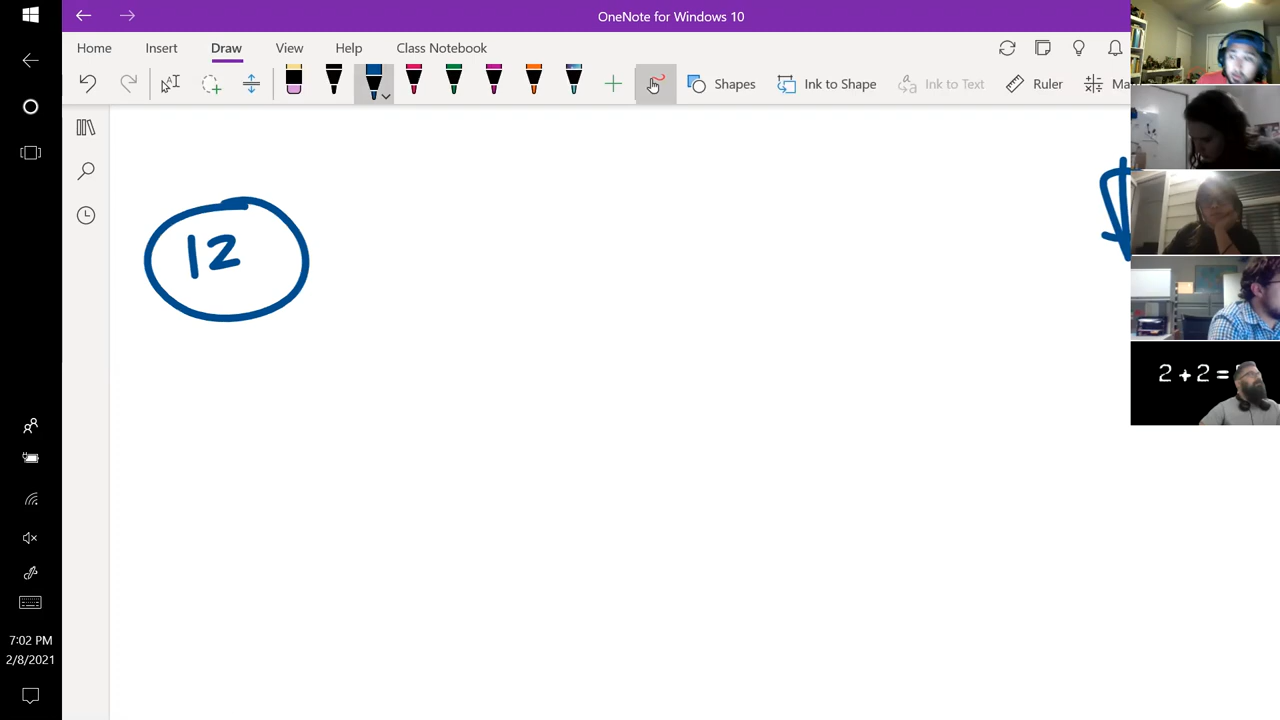 OneNote for Windows 10
Home Insert Draw View Help Class Notebook
Shapes Ink to Shape Ink to Text Ruler
12
2 + 2 =
7:02 PM
2/8/2021